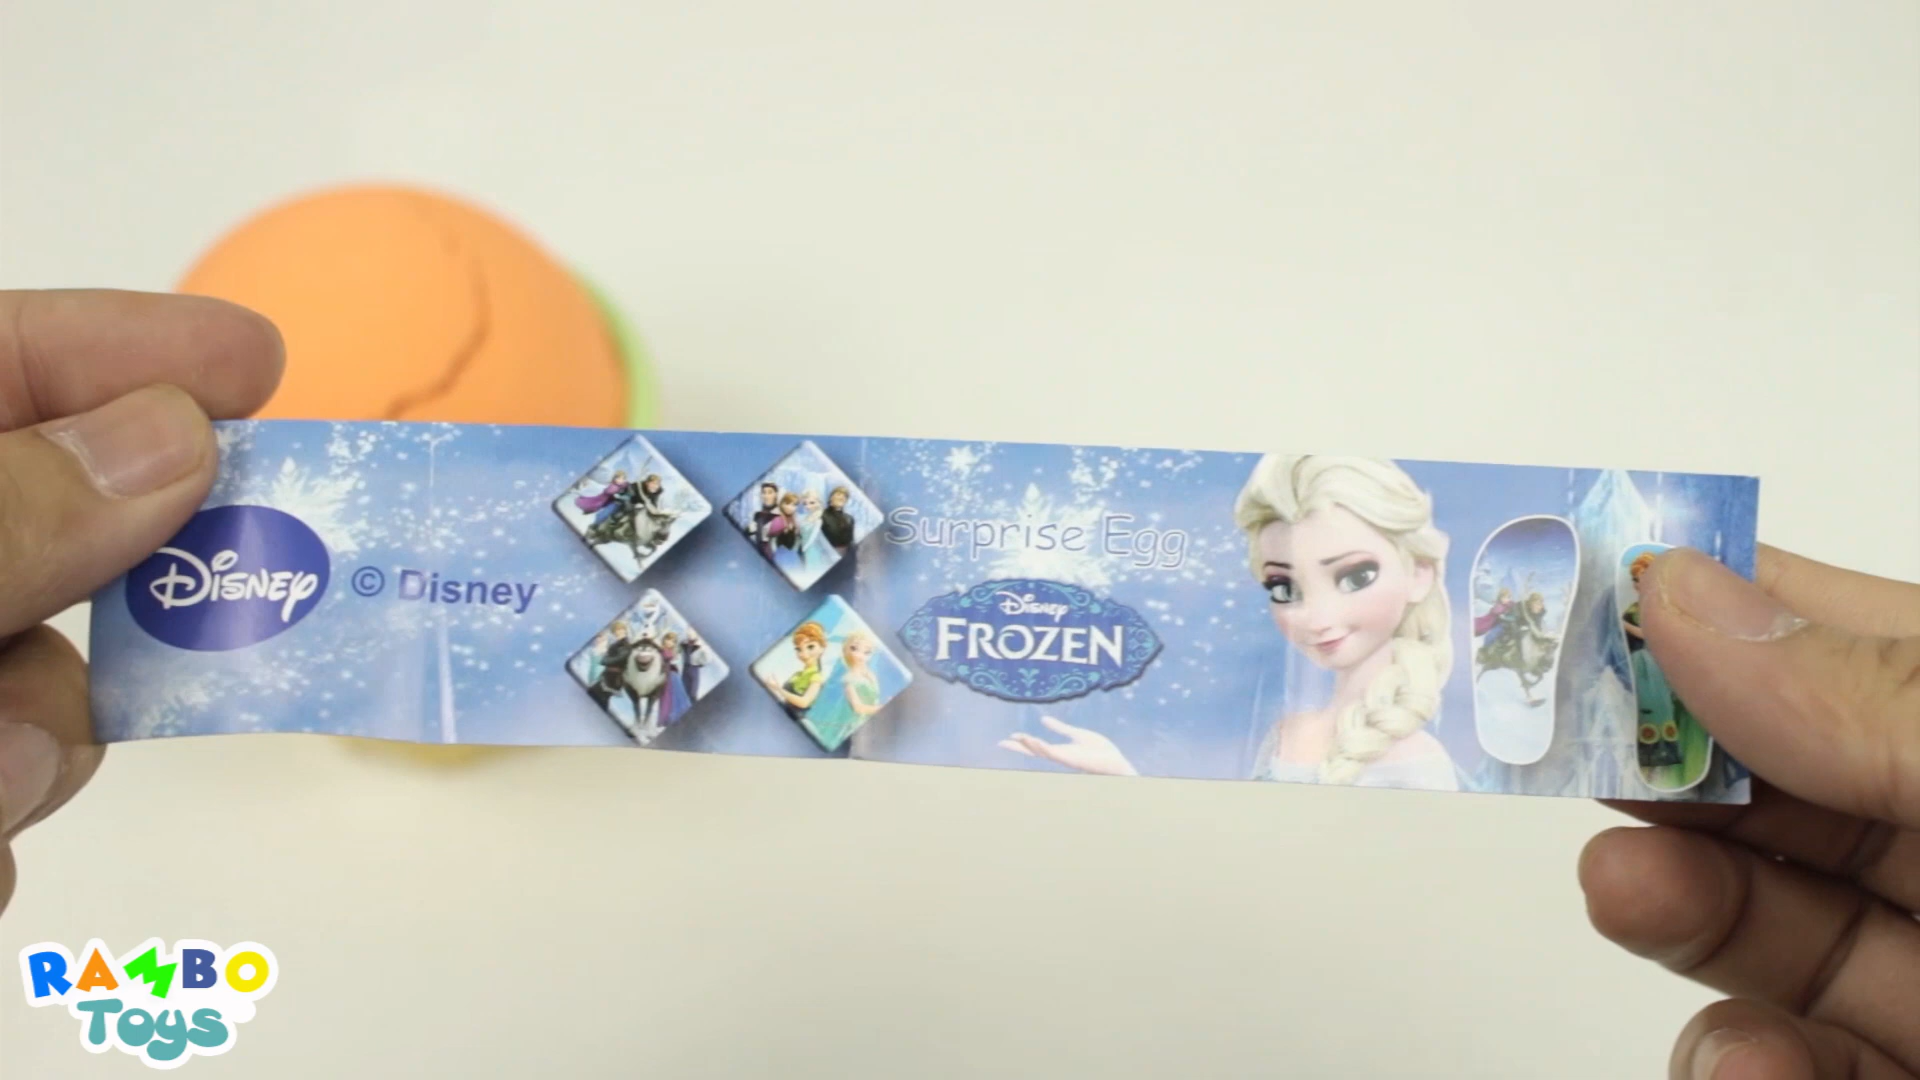 Disney
© Disney
Surprise Egg
Disney
FROZEN
RAMBO
Toys